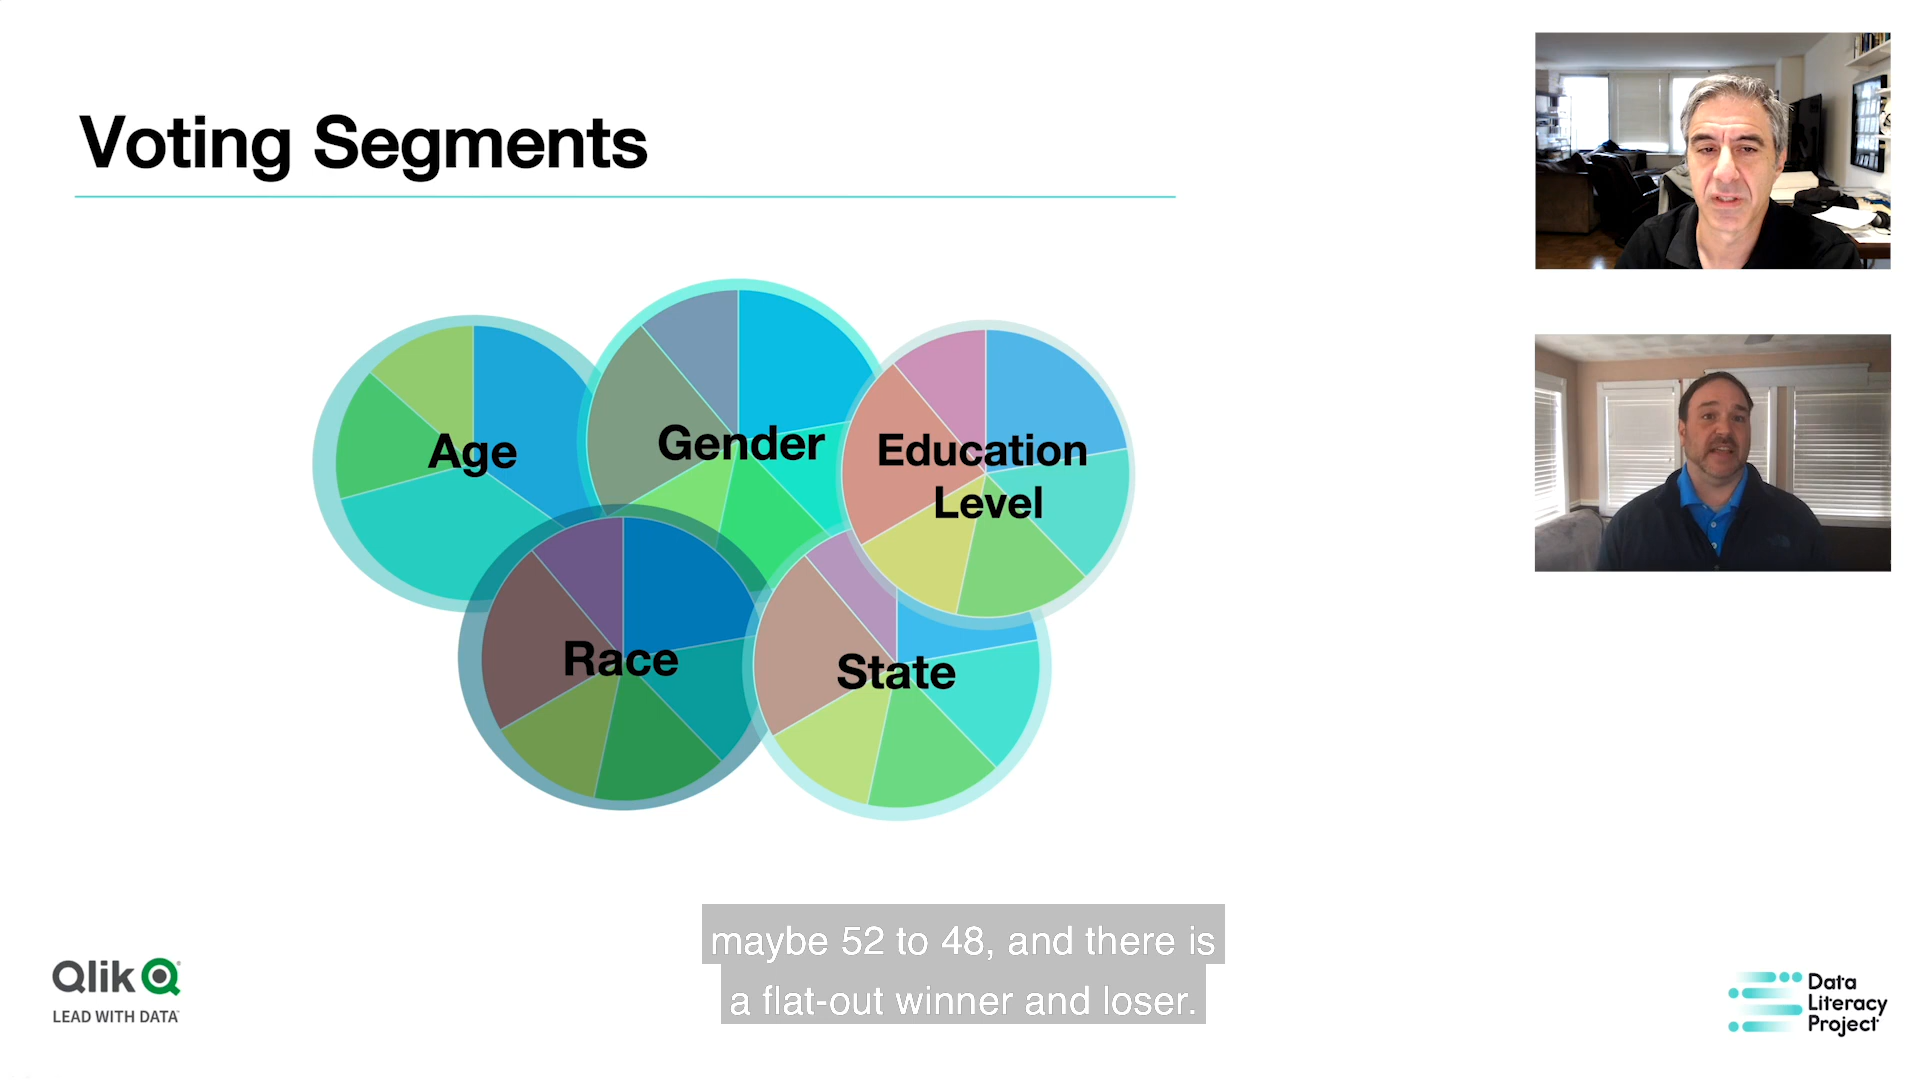 Voting Segments
Age
Gender
Education
Level
Race
State
maybe 52 to 48, and there is
a flat-out winner and loser.
Qlik
LEAD WITH DATA
Data
Literacy
Project